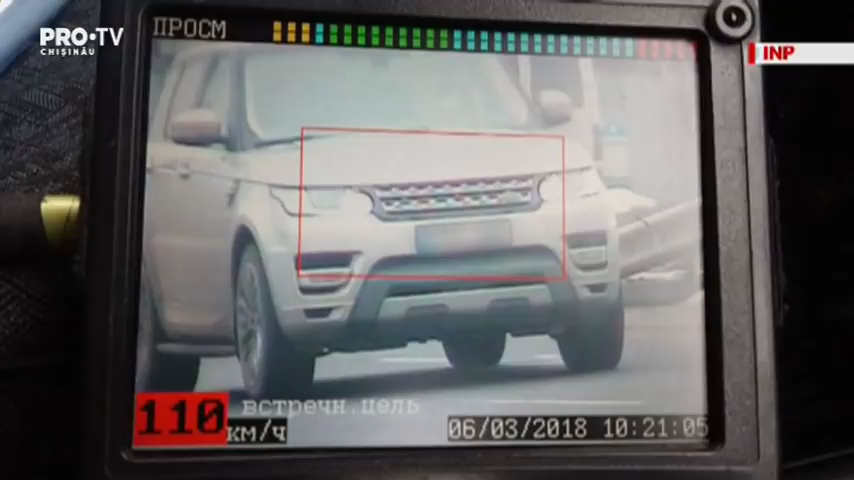 PRO•TV
CHIȘINĂU
ПРОСМ
INP
110 встречн.цель
км/ч
06/03/2018 10:21:05